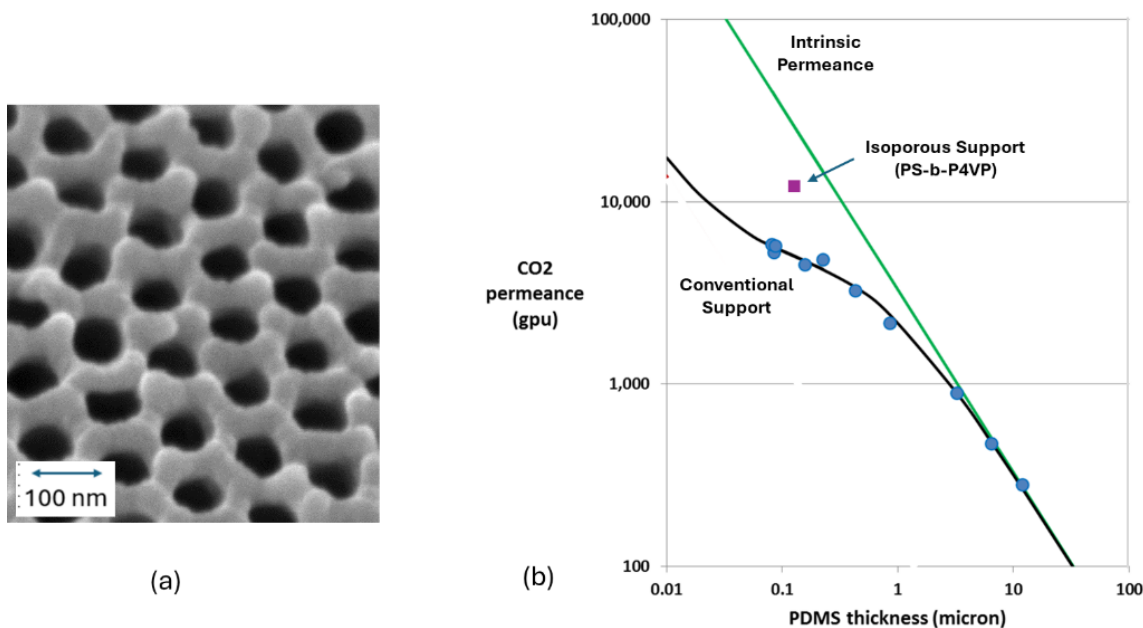 100 nm
(a)
100,000
10,000
1,000
100
0.01
0.1
1
10
100
CO2
permeance
(gpu)
Intrinsic
Permeance
Isoporous Support
(PS-b-P4VP)
Conventional
Support
PDMS thickness (micron)
(b)